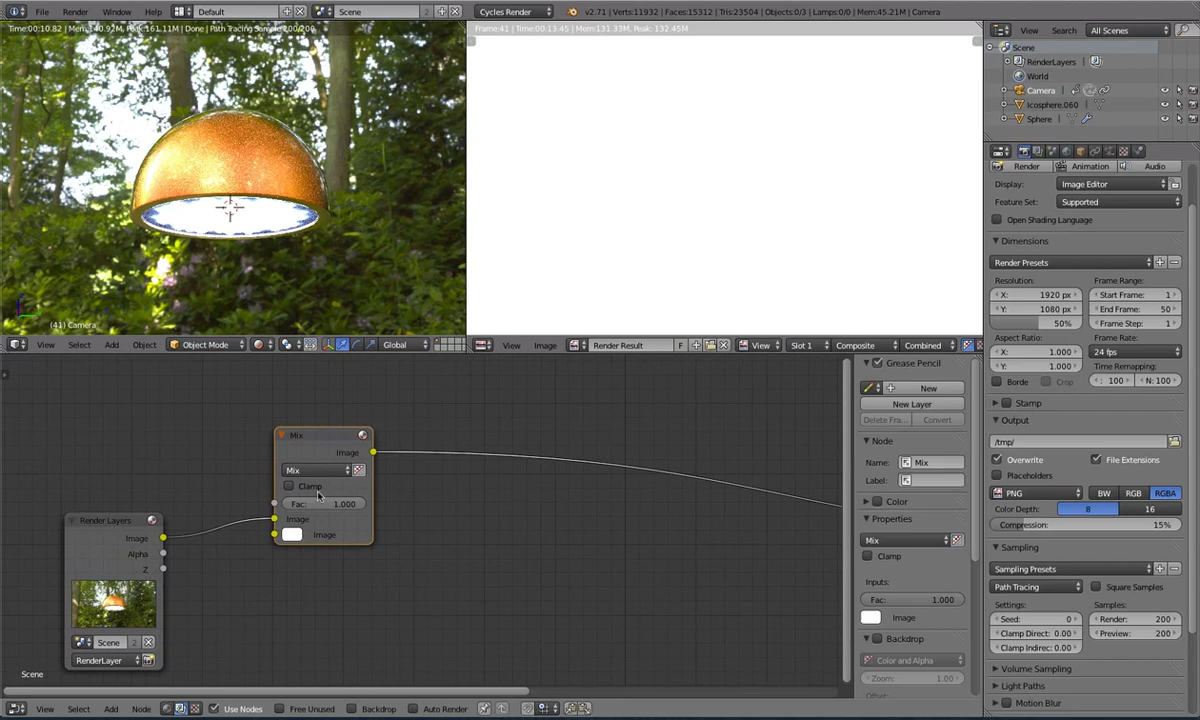 File Render Window Help Default Scene Cycles Render v2.71 | Verts:11932 | Faces:15312 | Tris:23504 | Objects:0/3 | Lamps:0/0 | Mem:45.21M | Camera
Time:00:10.82 | Mem:140.92M, Peak:161.11M | Done | Path Tracing Sample 200/200
Frame:41 | Time:00:13.45 | Mem:131.33M, Peak: 132.45M
(41) Camera
View Select Add Object Object Mode Global
View Image Render Result F View Slot 1 Composite Combined
View Search All Scenes
Scene
RenderLayers
World
Camera
Icosphere.060
Sphere
Render Animation Audio
Display: Image Editor
Feature Set: Supported
Open Shading Language
Dimensions
Render Presets
Resolution: Frame Range:
X: 1920 px Start Frame: 1
Y: 1080 px End Frame: 50
50% Frame Step: 1
Aspect Ratio: Frame Rate:
X: 1.000 24 fps
Y: 1.000 Time Remapping:
Borde Crop : 100 N: 100
Stamp
Output
/tmp/
Overwrite File Extensions
Placeholders
PNG BW RGB RGBA
Color Depth: 8 16
Compression: 15%
Sampling
Sampling Presets
Path Tracing Square Samples
Settings: Samples:
Seed: 0 Render: 200
Clamp Direct: 0.00 Preview: 200
Clamp Indirec: 0.00
Volume Sampling
Light Paths
Motion Blur
Mix
Image
Mix
Clamp
Fac: 1.000
Image
Image
Render Layers
Image
Alpha
Z
Scene 2
RenderLayer
Scene
Grease Pencil
New
New Layer
Delete Fra... Convert
Node
Name: Mix
Label:
Color
Properties
Mix
Clamp
Inputs:
Fac: 1.000
Image
Backdrop
Color and Alpha
Zoom: 1.00
Offset:
View Select Add Node Use Nodes Free Unused Backdrop Auto Render